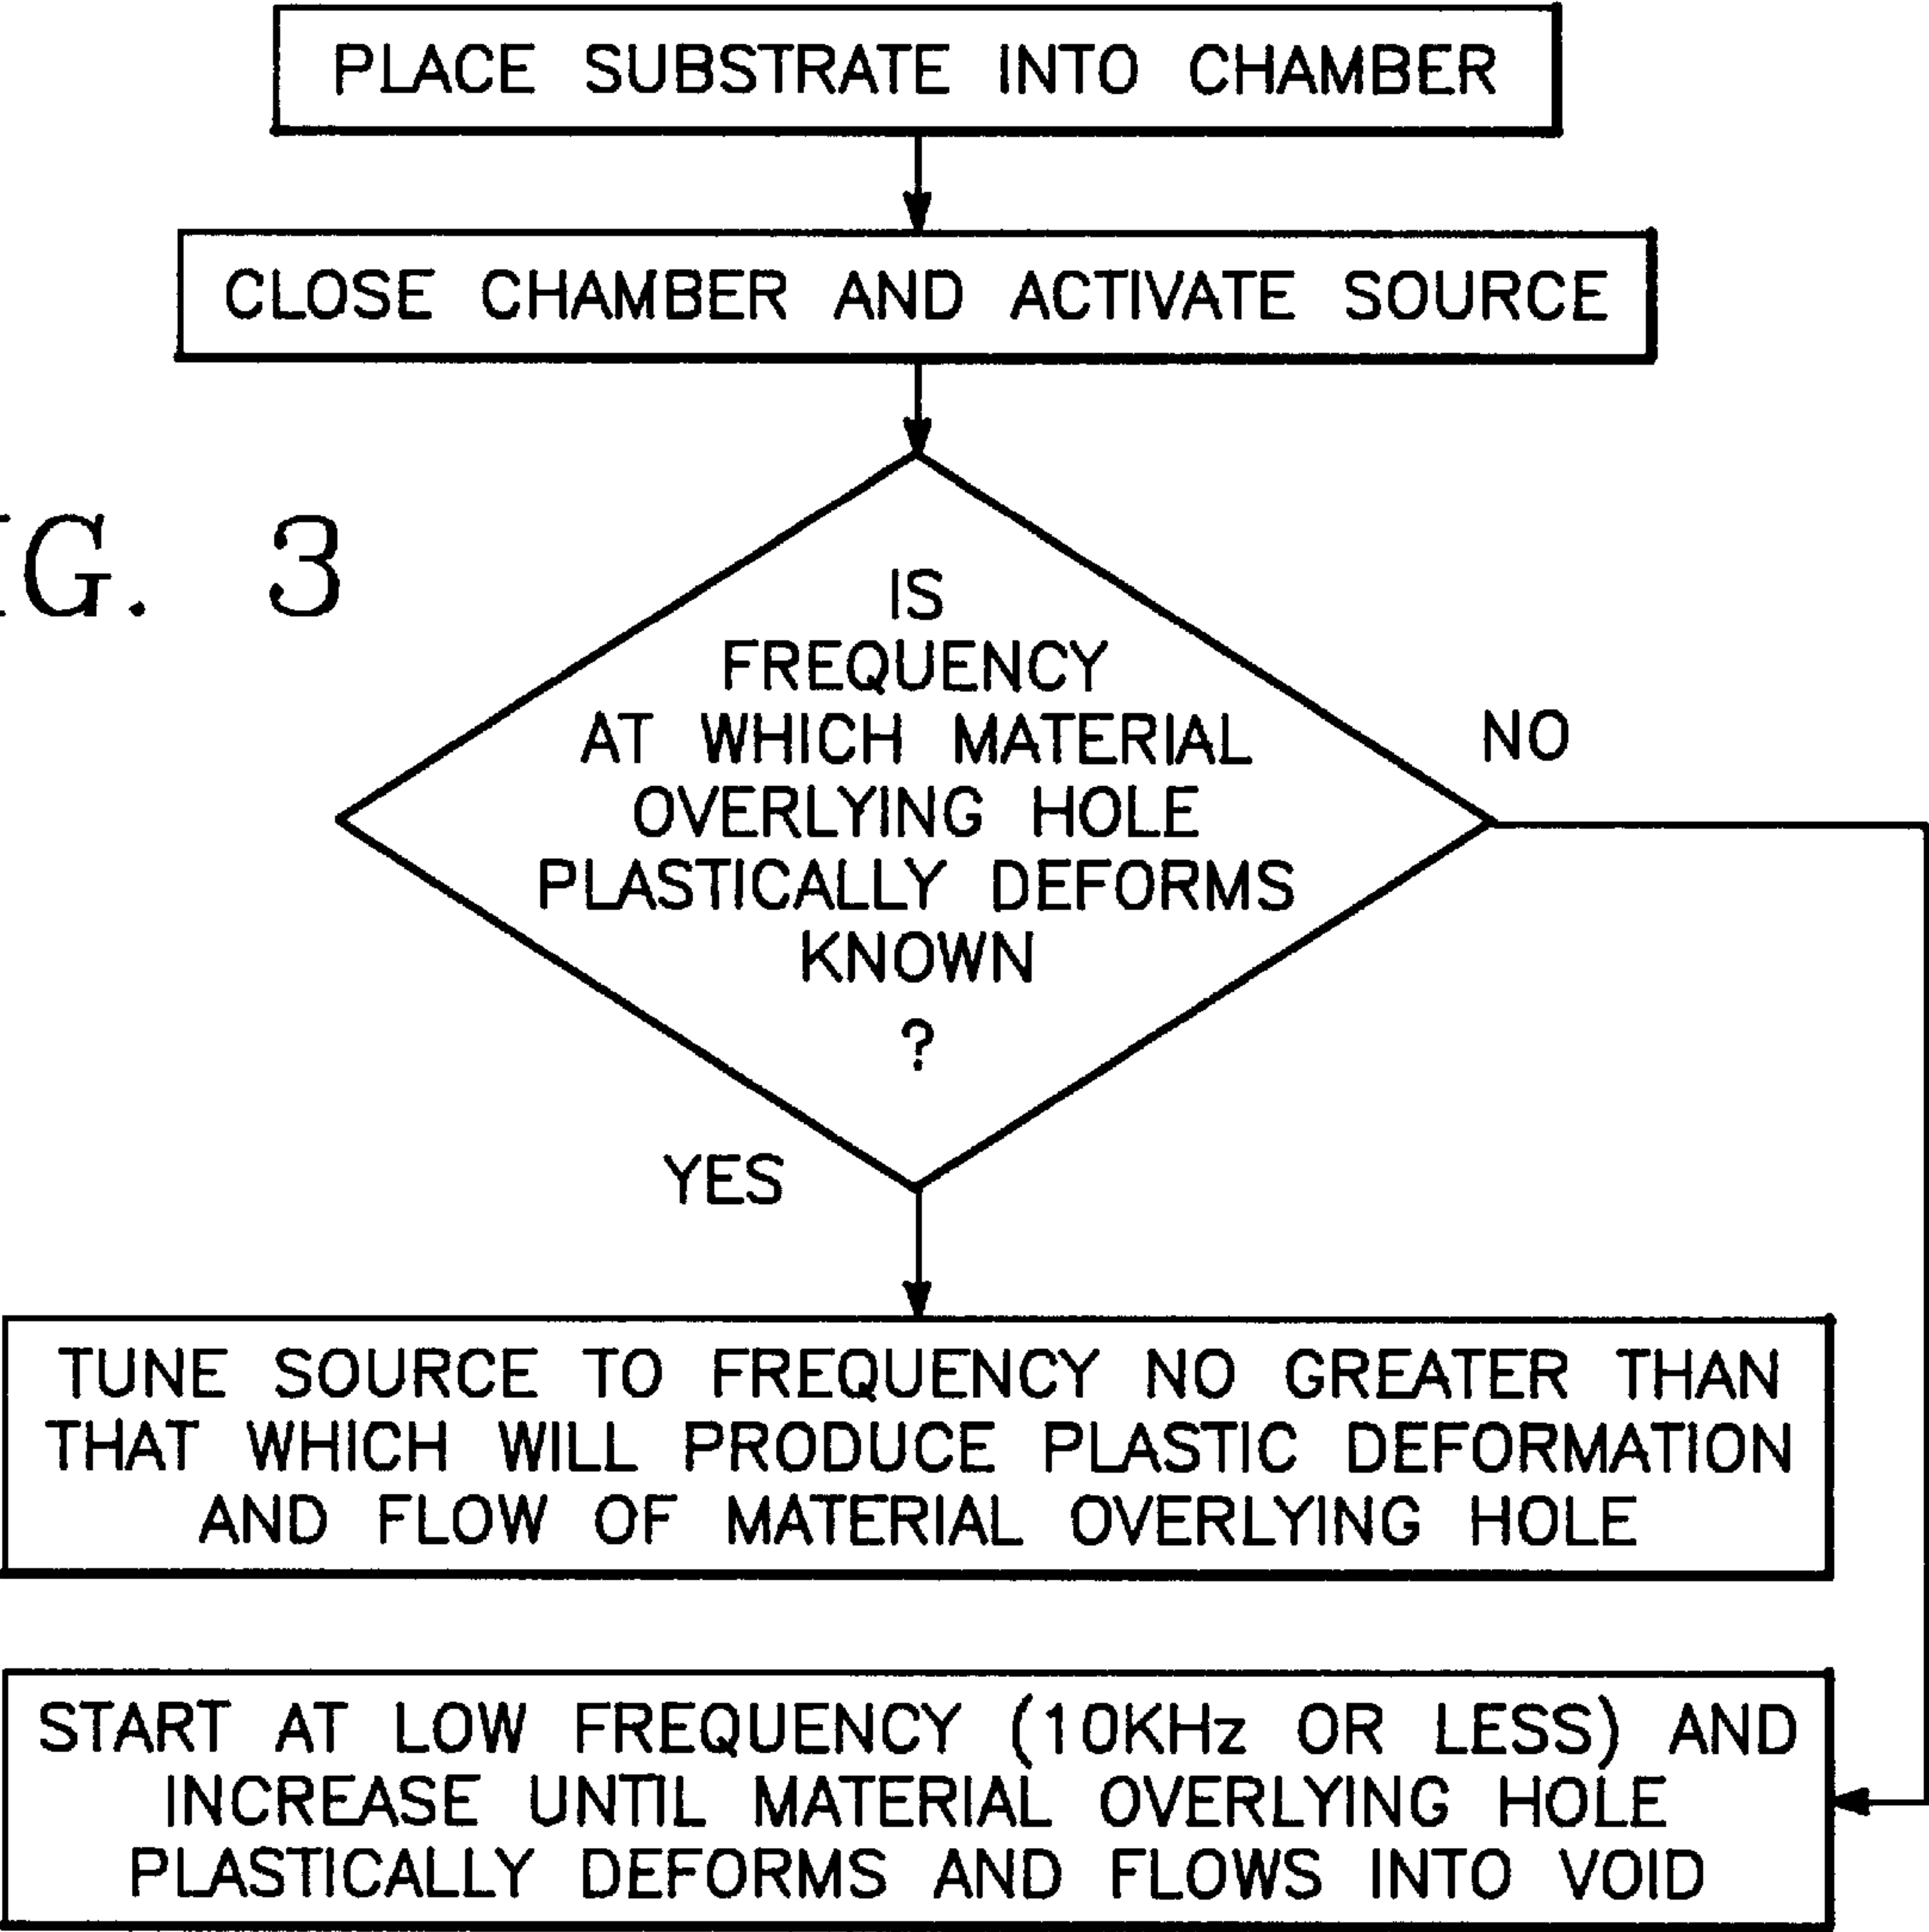 PLACE SUBSTRATE INTO CHAMBER
CLOSE CHAMBER AND ACTIVATE SOURCE
G. 3
IS
FREQUENCY
AT WHICH MATERIAL
OVERLYING HOLE
PLASTICALLY DEFORMS
KNOWN
?
NO
YES
TUNE SOURCE TO FREQUENCY NO GREATER THAN
THAT WHICH WILL PRODUCE PLASTIC DEFORMATION
AND FLOW OF MATERIAL OVERLYING HOLE
START AT LOW FREQUENCY (10KHz OR LESS) AND
INCREASE UNTIL MATERIAL OVERLYING HOLE
PLASTICALLY DEFORMS AND FLOWS INTO VOID